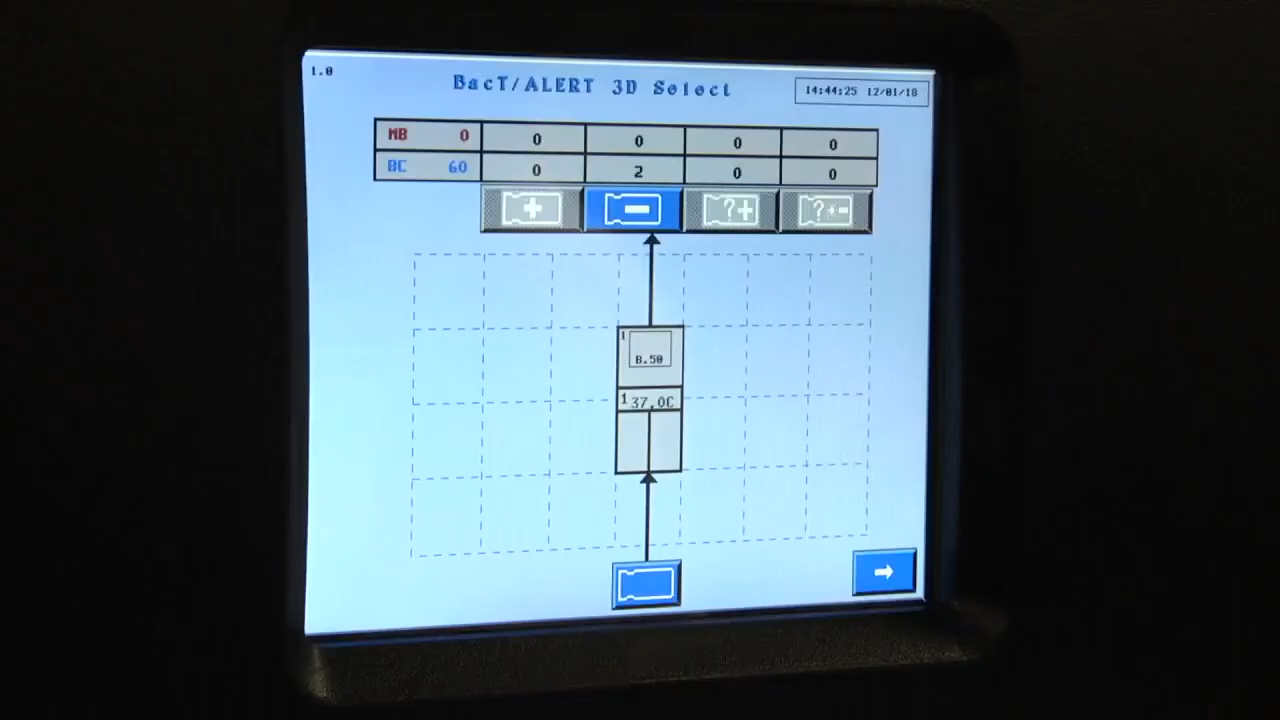 1.0
BacT/ALERT 3D Select
14:44:25 12/01/18
MB 0 0 0 0 0
BC 60 0 2 0 0
+ - ?+ ?+-
1
B.50
1 37,0C